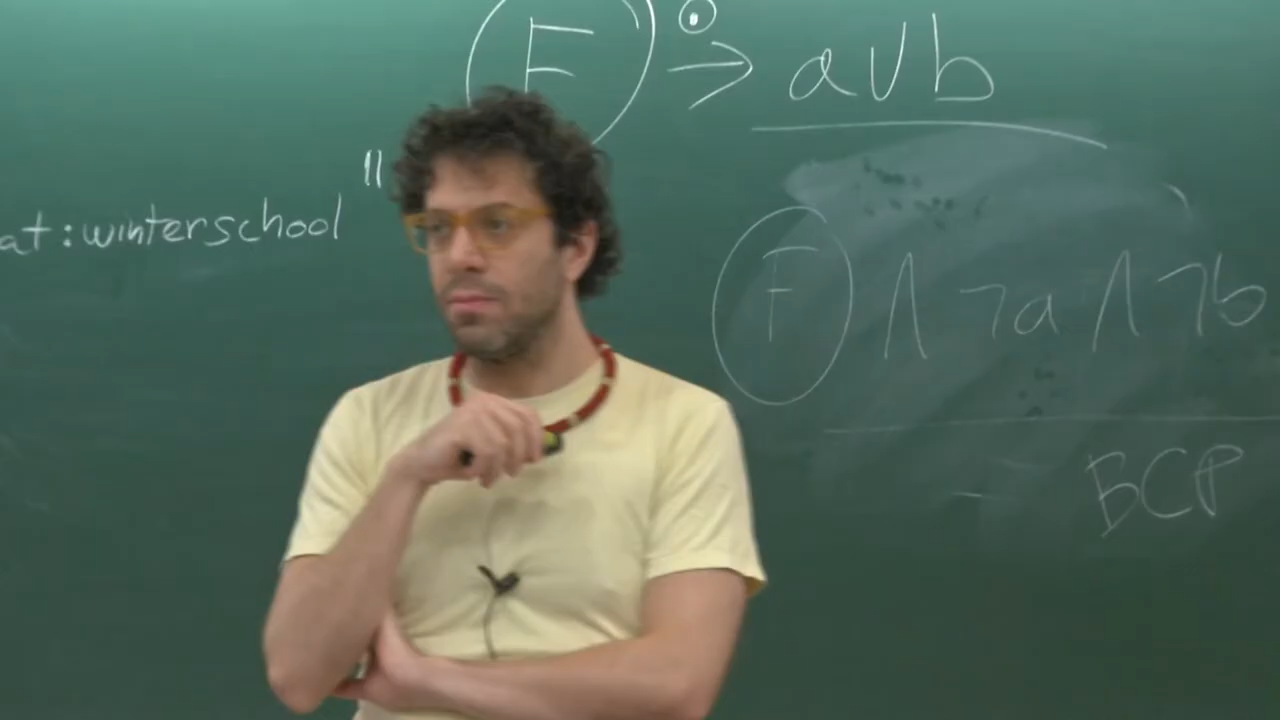 F ⊙→ a ∨ b
"
at:winterschool
F ∧ ¬a ∧ ¬b
BCP